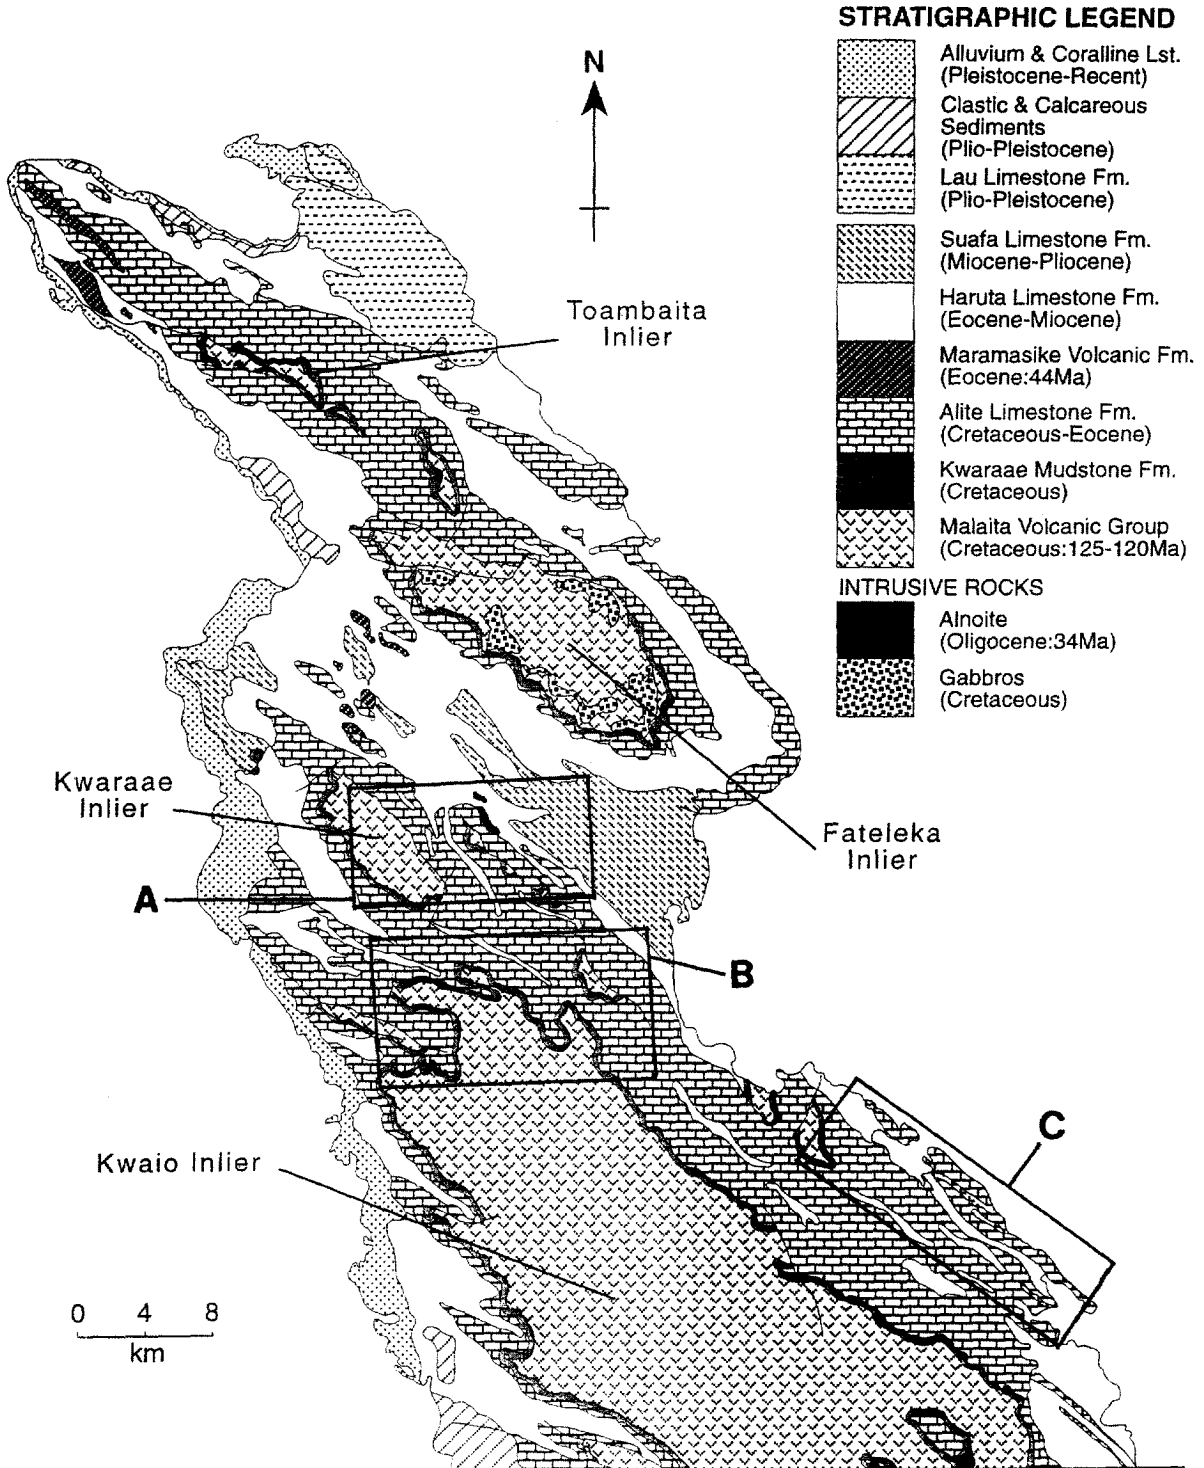 STRATIGRAPHIC LEGEND
Alluvium & Coralline Lst.
(Pleistocene-Recent)
Clastic & Calcareous
Sediments
(Plio-Pleistocene)
Lau Limestone Fm.
(Plio-Pleistocene)
Suafa Limestone Fm.
(Miocene-Pliocene)
Haruta Limestone Fm.
(Eocene-Miocene)
Maramasike Volcanic Fm.
(Eocene:44Ma)
Alite Limestone Fm.
(Cretaceous-Eocene)
Kwaraae Mudstone Fm.
(Cretaceous)
Malaita Volcanic Group
(Cretaceous:125-120Ma)
INTRUSIVE ROCKS
Alnoite
(Oligocene:34Ma)
Gabbros
(Cretaceous)
N
Toambaita
Inlier
Kwaraae
Inlier
Fateleka
Inlier
A
B
C
Kwaio Inlier
0 4 8
km